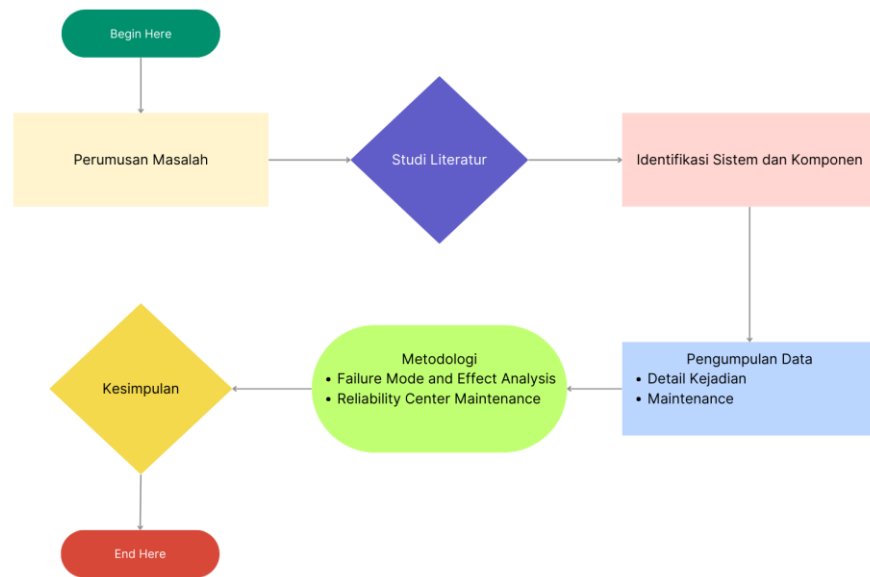 Begin Here
Perumusan Masalah
Studi Literatur
Identifikasi Sistem dan Komponen
Pengumpulan Data
• Detail Kejadian
• Maintenance
Metodologi
• Failure Mode and Effect Analysis
• Reliability Center Maintenance
Kesimpulan
End Here